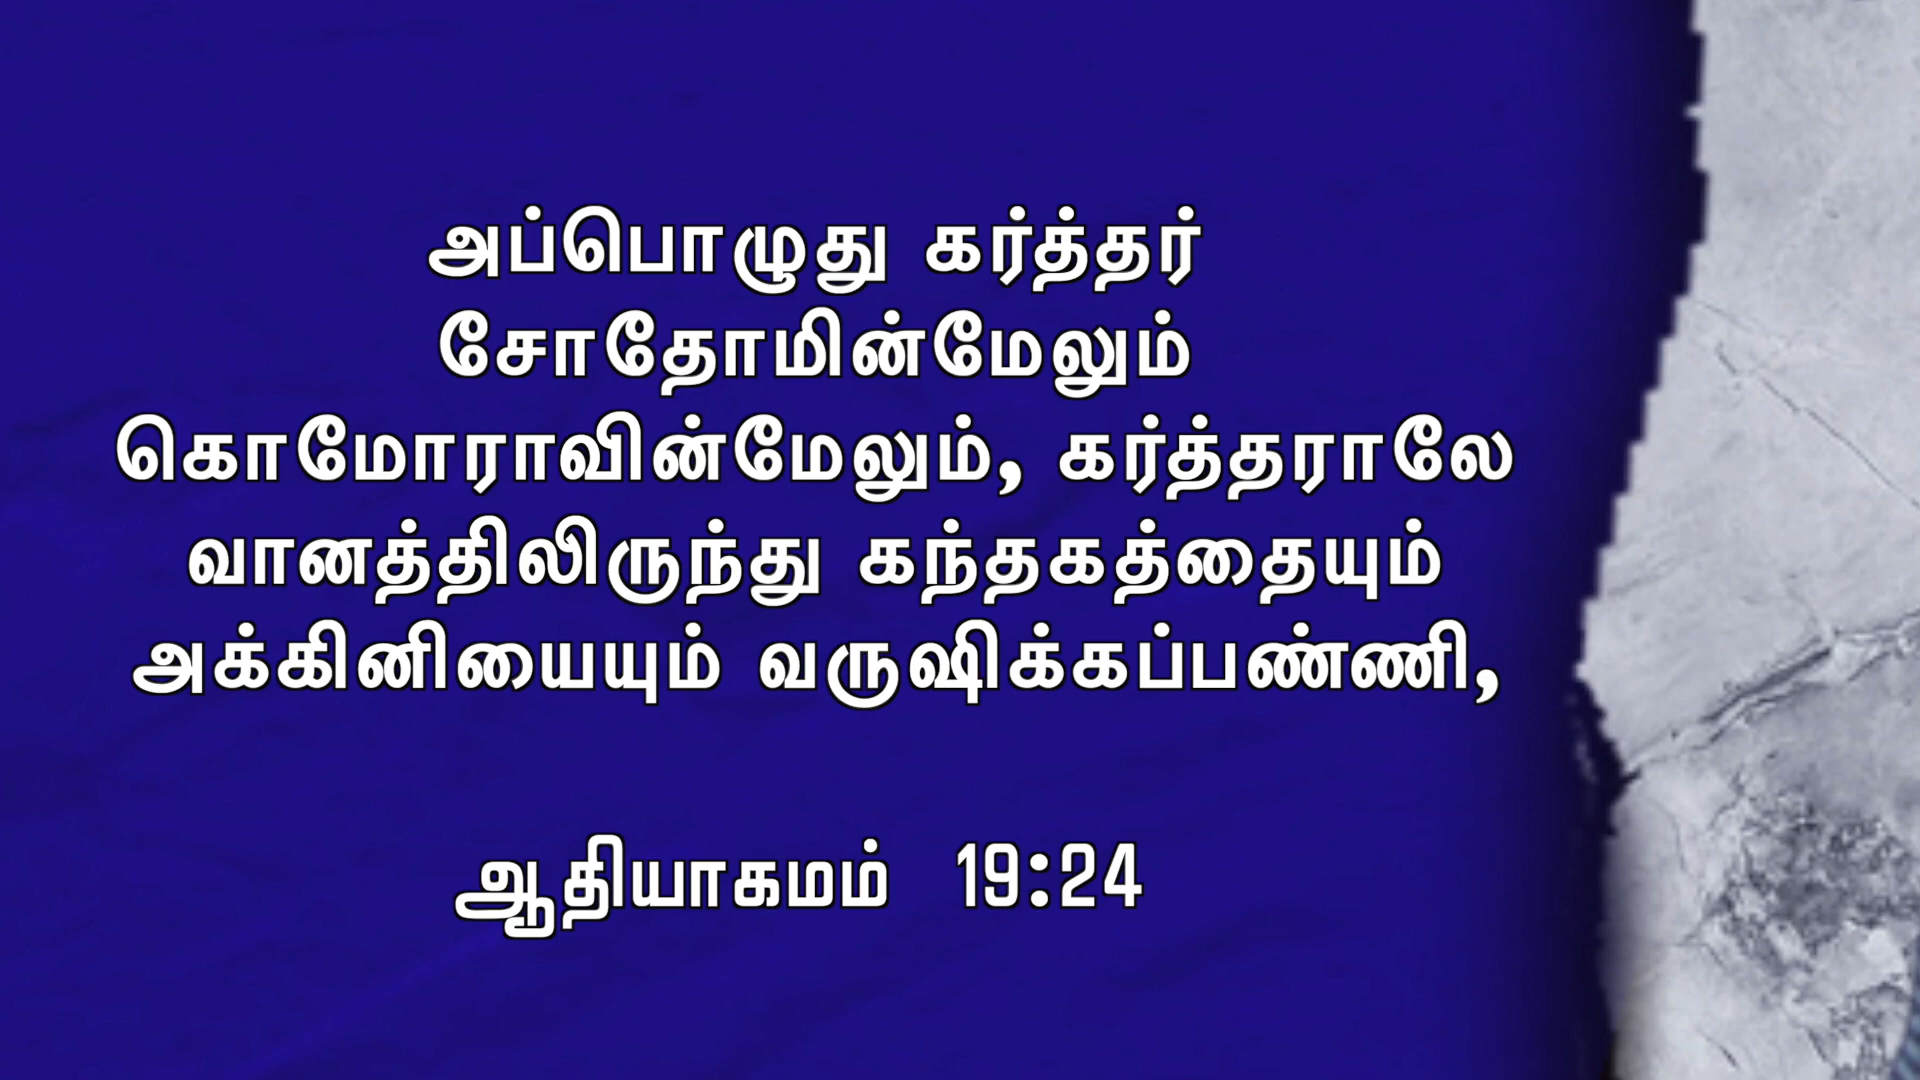 அப்பொழுது கர்த்தர்
சோதோமின்மேலும்
கொமோராவின்மேலும், கர்த்தராலே
வானத்திலிருந்து கந்தகத்தையும்
அக்கினியையும் வருஷிக்கப்பண்ணி,
ஆதியாகமம் 19:24